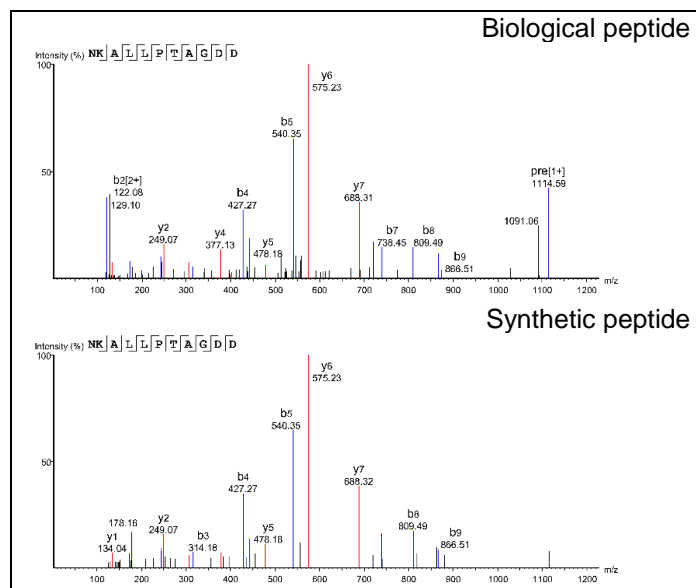 Biological peptide
Intensity (%) NK A L L P T A G D D
100
y6
575.23
b5
540.35
50
b2[2+]
122.08
129.10
y2
249.07
y4
377.13
b4
427.27
y5
478.18
y7
688.31
b7
738.45
b8
809.49
b9
866.51
1091.06
pre[1+]
1114.59
100 200 300 400 500 600 700 800 900 1000 1100 1200 m/z
Synthetic peptide
Intensity (%) NK A L L P T A G D D
100
y6
575.23
b5
540.35
50
y1
134.04
178.16
y2
249.07
b3
314.18
b4
427.27
y5
478.18
y7
688.32
b8
809.49
b9
866.51
100 200 300 400 500 600 700 800 900 1000 1100 1200 m/z